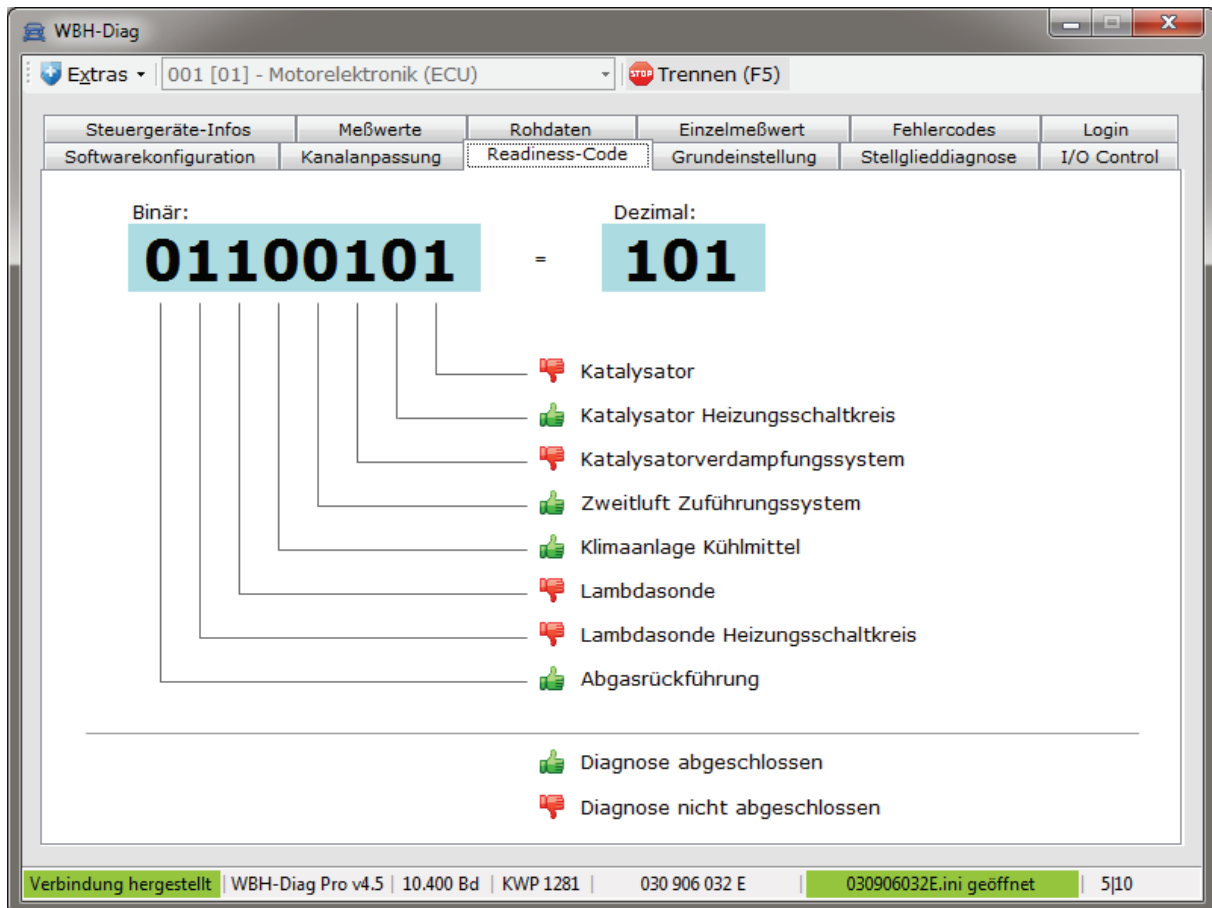 WBH-Diag
Extras 001 [01] - Motorelektronik (ECU) STOP Trennen (F5)
Steuergeräte-Infos Meßwerte Rohdaten Einzelmeßwert Fehlercodes Login
Softwarekonfiguration Kanalanpassung Readiness-Code Grundeinstellung Stellglieddiagnose I/O Control
Binär: Dezimal:
01100101 = 101
Katalysator
Katalysator Heizungsschaltkreis
Katalysatorverdampfungssystem
Zweitluft Zuführungssystem
Klimaanlage Kühlmittel
Lambdasonde
Lambdasonde Heizungsschaltkreis
Abgasrückführung
Diagnose abgeschlossen
Diagnose nicht abgeschlossen
Verbindung hergestellt | WBH-Diag Pro v4.5 | 10.400 Bd | KWP 1281 | 030 906 032 E | 030906032E.ini geöffnet | 5|10